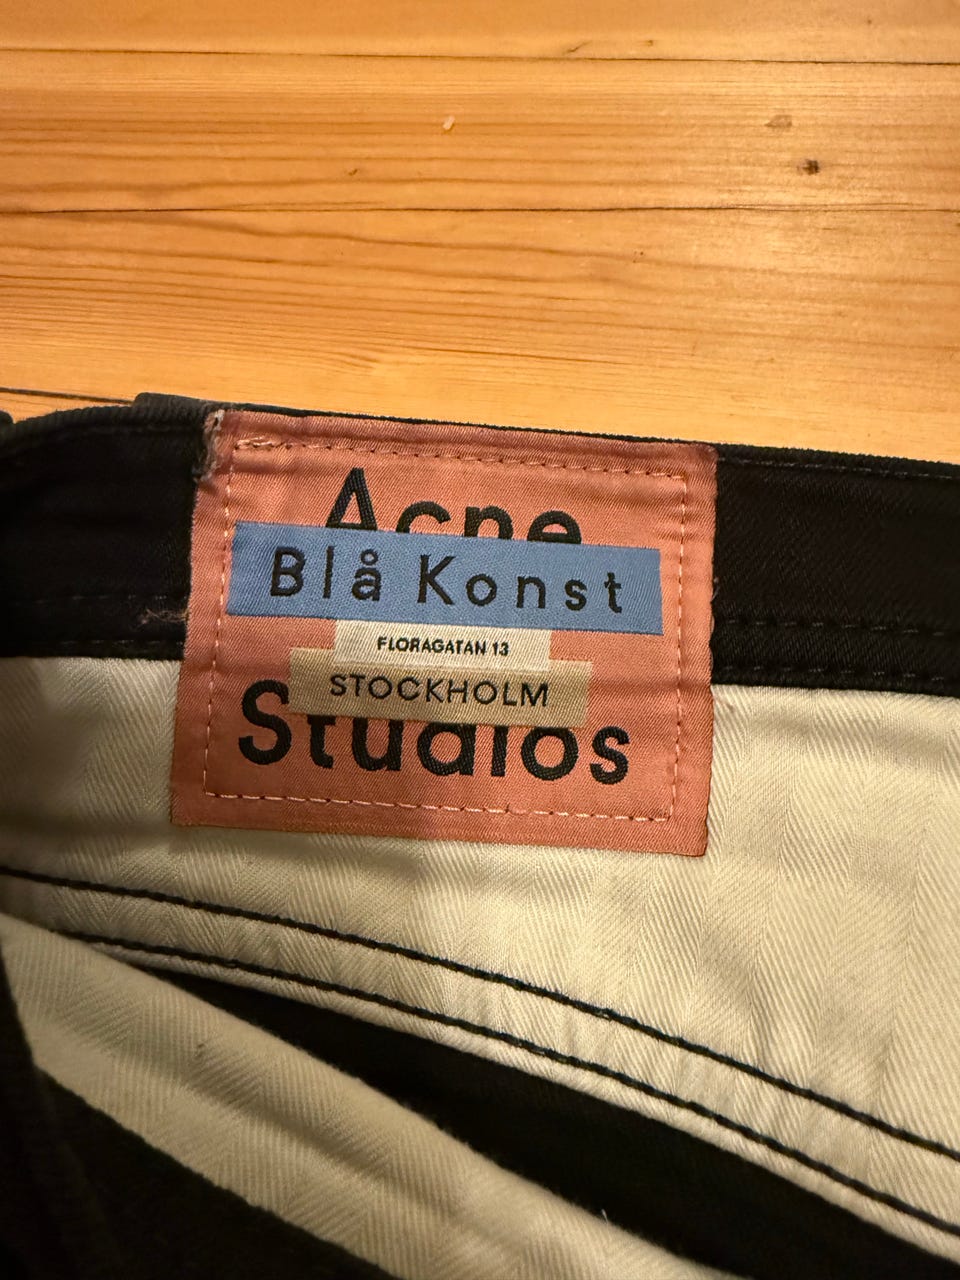 Acne
Blå Konst
FLORAGATAN 13
STOCKHOLM
Studios